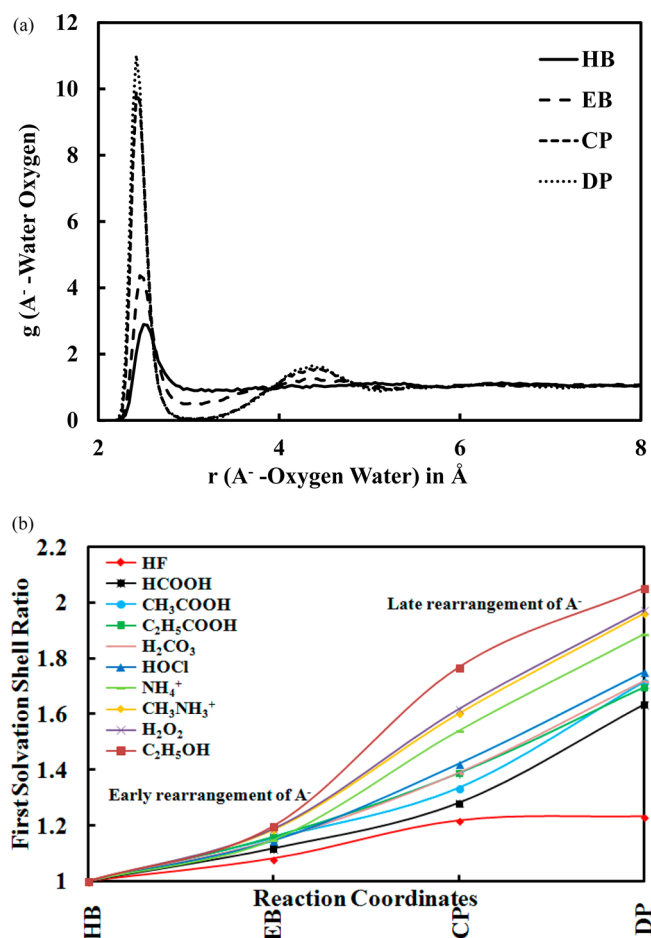 (a)
12
10
8
6
4
2
0
g (A⁻ -Water Oxygen)
HB
EB
CP
DP
2 4 6 8
r (A⁻ -Oxygen Water) in Å
(b)
2.2
2
1.8
1.6
1.4
1.2
1
First Solvation Shell Ratio
HF
HCOOH
CH₃COOH
C₂H₅COOH
H₂CO₃
HOCl
NH₄⁺
CH₃NH₃⁺
H₂O₂
C₂H₅OH
Late rearrangement of A⁻
Early rearrangement of A⁻
Reaction Coordinates
HB EB CP DP